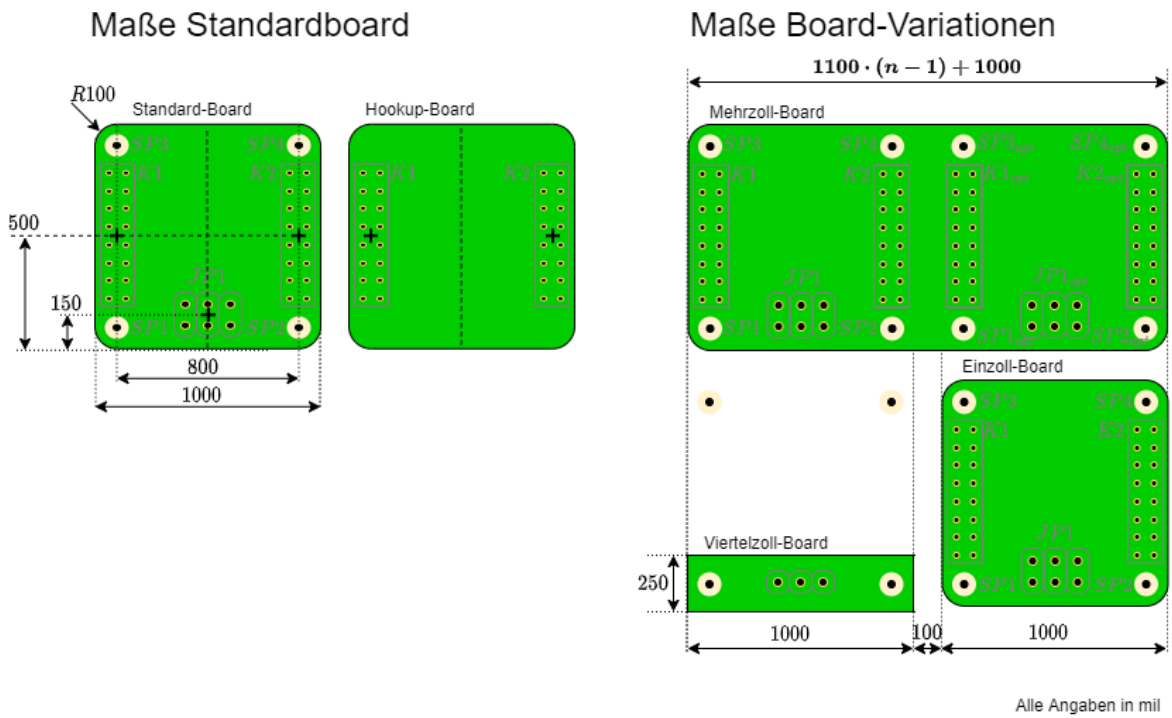 Maße Standardboard
Maße Board-Variationen
1100 · (n − 1) + 1000
R100
Standard-Board
Hookup-Board
Mehrzoll-Board
SP3
SP4
K1
K2
500
JP1
150
SP1
SP2
800
1000
K1
K2
SP3
SP4
SP3opt
SP4opt
K1
K2
K1opt
K2opt
JP1
JP1opt
SP1
SP2
SP1opt
SP2opt
Einzoll-Board
SP3
SP4
K1
K2
JP1
SP1
SP2
Viertelzoll-Board
250
1000
100
1000
Alle Angaben in mil